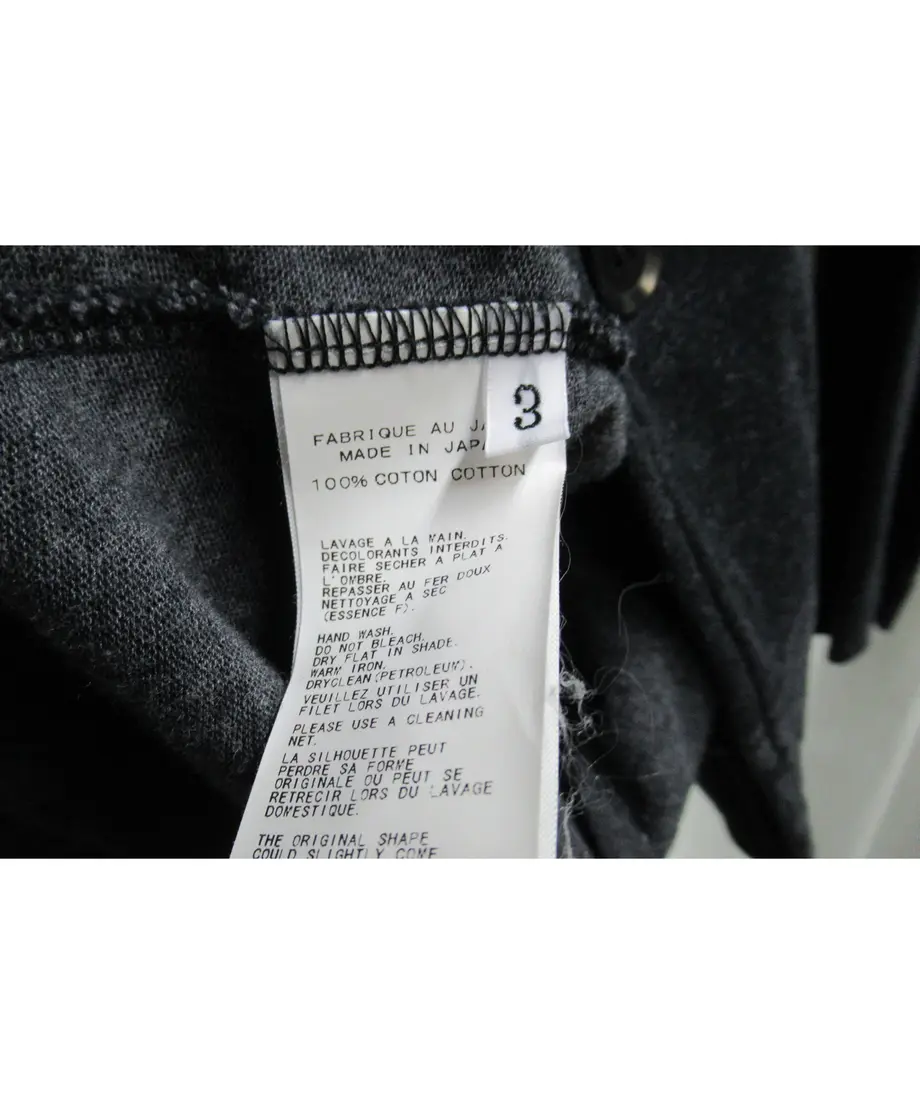 3
FABRIQUE AU JA
MADE IN JAP
100% COTON COTTON
LAVAGE A LA MAIN.
DECOLORANTS INTERDITS.
FAIRE SECHER A PLAT A
L'OMBRE.
REPASSER AU FER DOUX
NETTOYAGE A SEC
(ESSENCE F).
HAND WASH.
DO NOT BLEACH.
DRY FLAT IN SHADE.
WARM IRON.
DRYCLEAN(PETROLEUM).
VEUILLEZ UTILISER UN
FILET LORS DU LAVAGE.
PLEASE USE A CLEANING
NET.
LA SILHOUETTE PEUT
PERDRE SA FORME
ORIGINALE OU PEUT SE
RETRECIR LORS DU LAVAGE
DOMESTIQUE.
THE ORIGINAL SHAPE
COULD SLIGHTLY COME